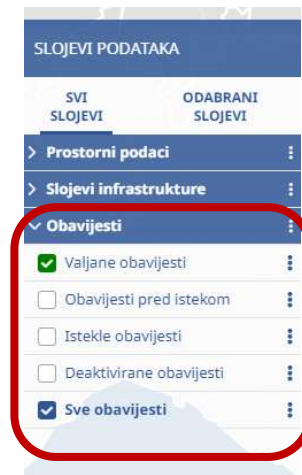 SLOJEVI PODATAKA
SVI SLOJEVI
ODABRANI SLOJEVI
Prostorni podaci
Slojevi infrastrukture
Obavijesti
Valjane obavijesti
Obavijesti pred istekom
Istekle obavijesti
Deaktivirane obavijesti
Sve obavijesti